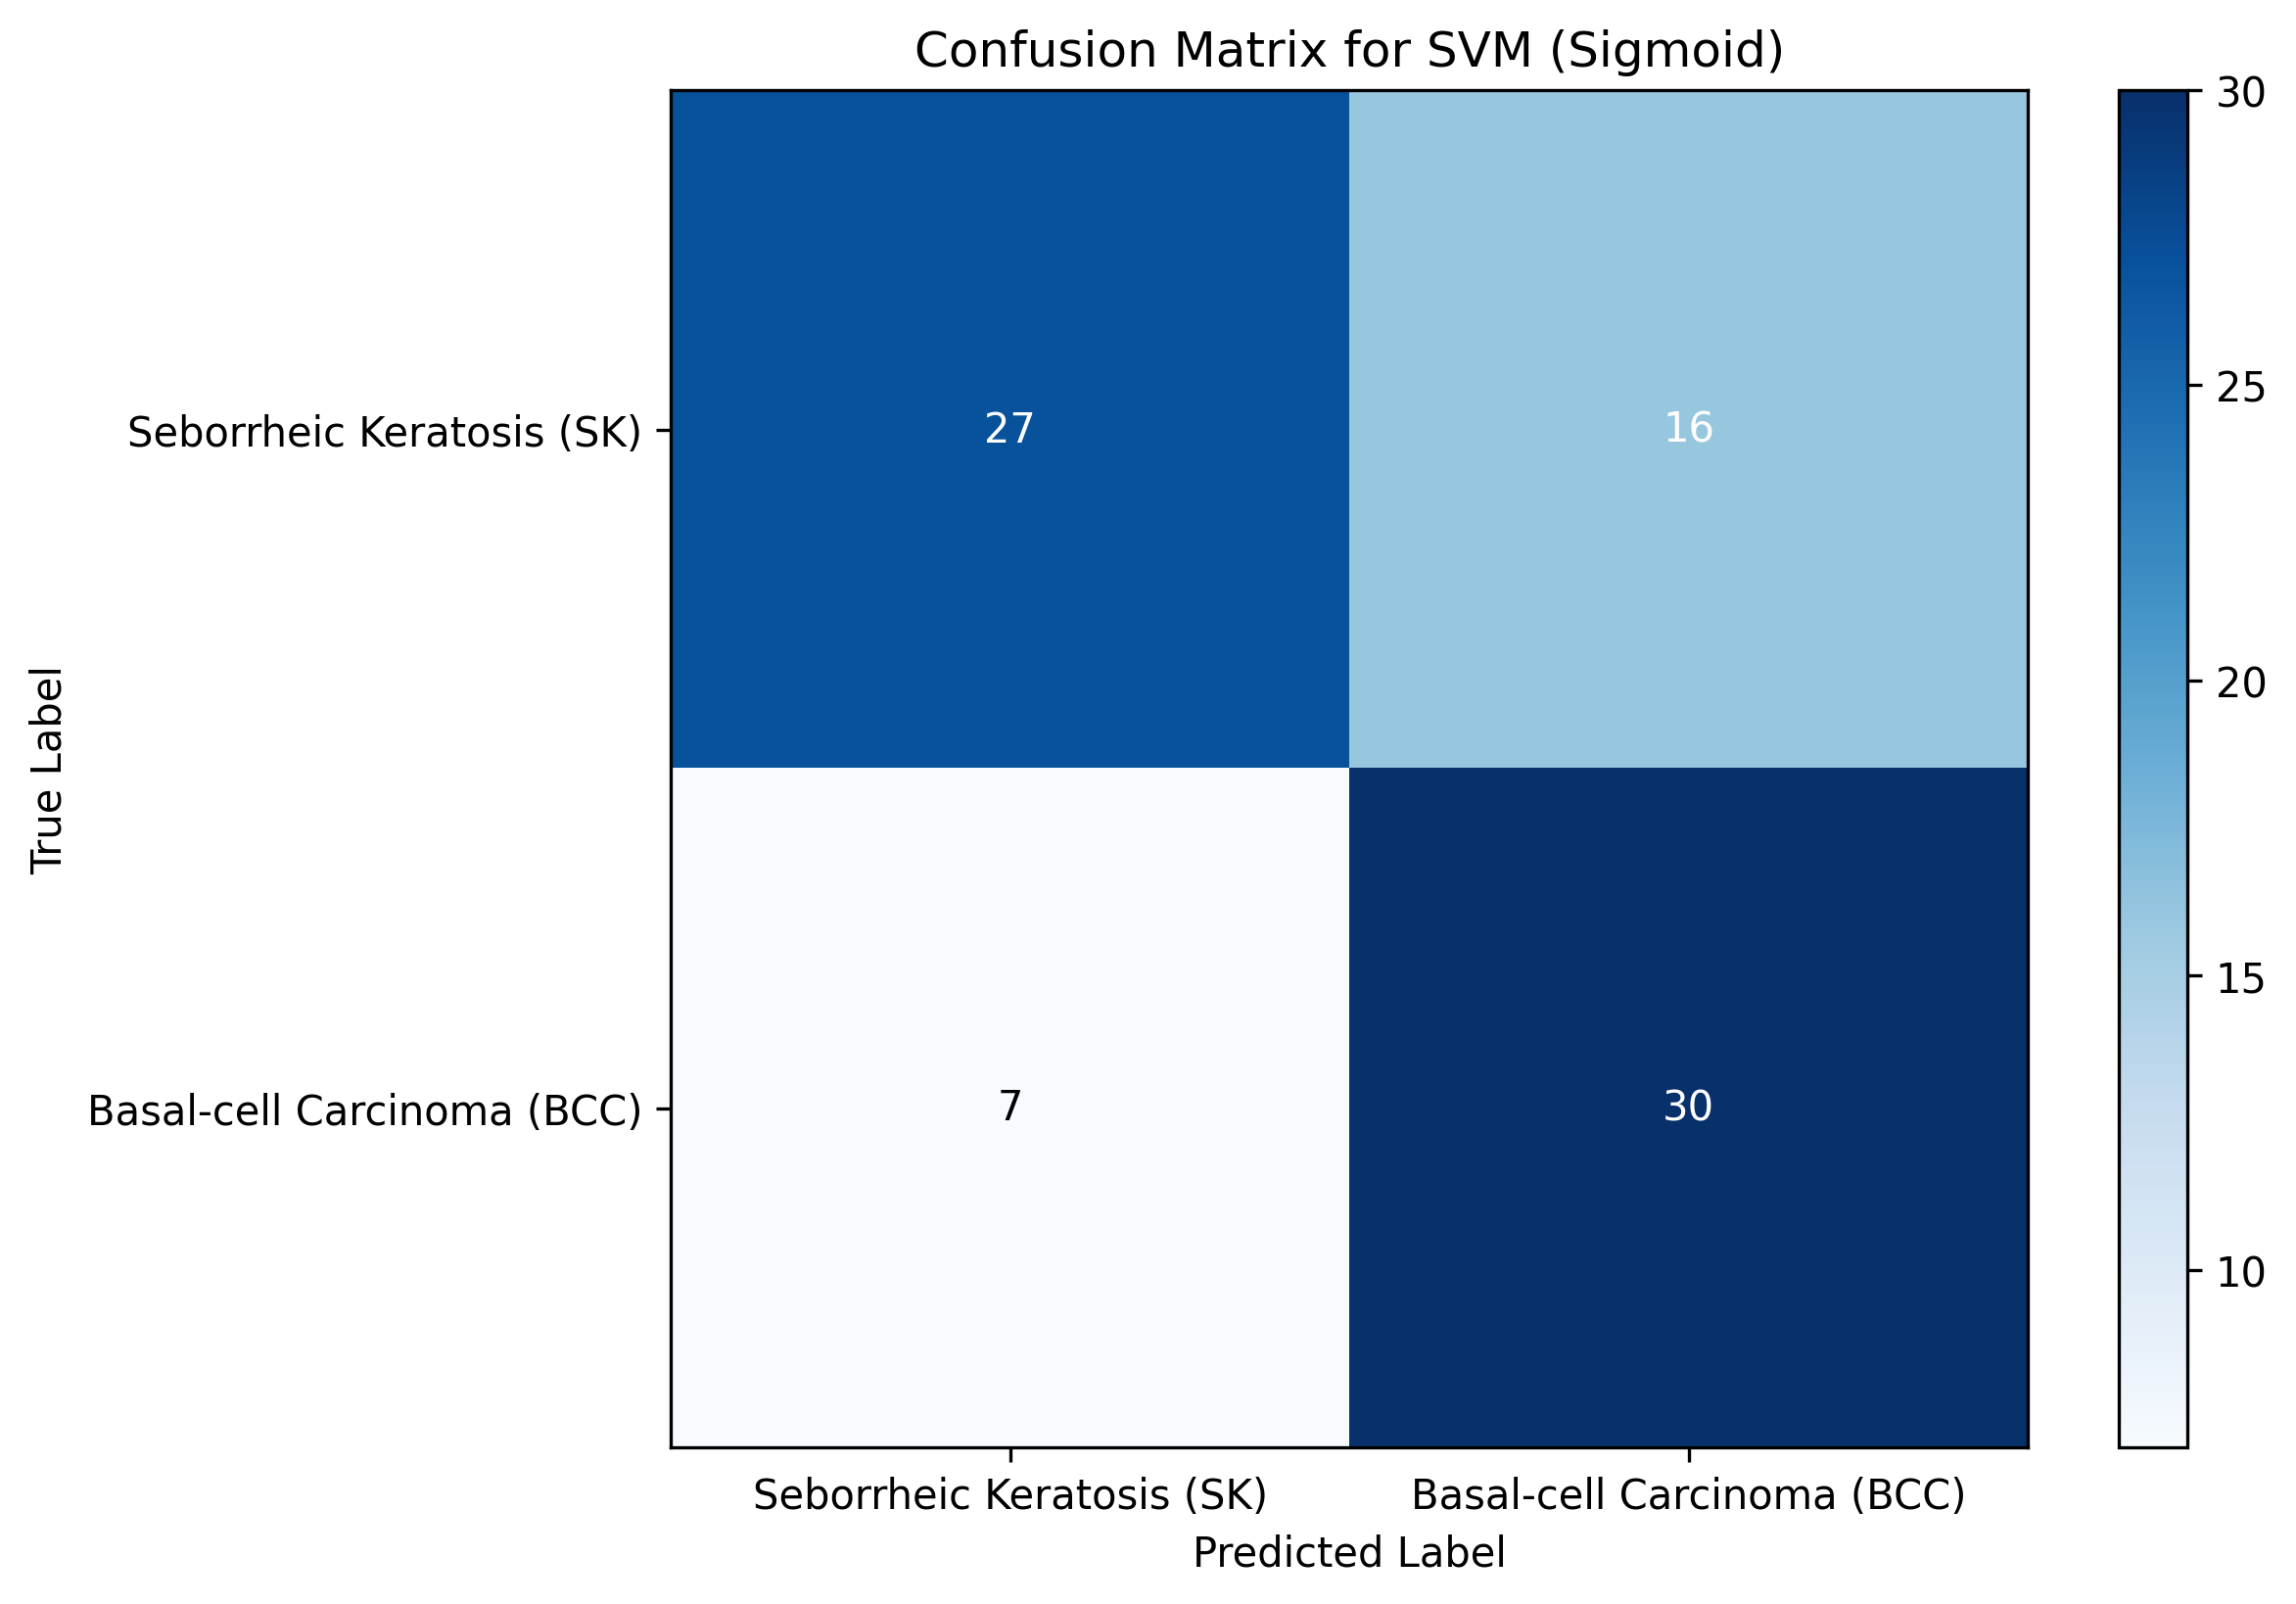 Confusion Matrix for SVM (Sigmoid)
True Label
Seborrheic Keratosis (SK)
27
16
Basal-cell Carcinoma (BCC)
7
30
Seborrheic Keratosis (SK)
Basal-cell Carcinoma (BCC)
Predicted Label
30
25
20
15
10